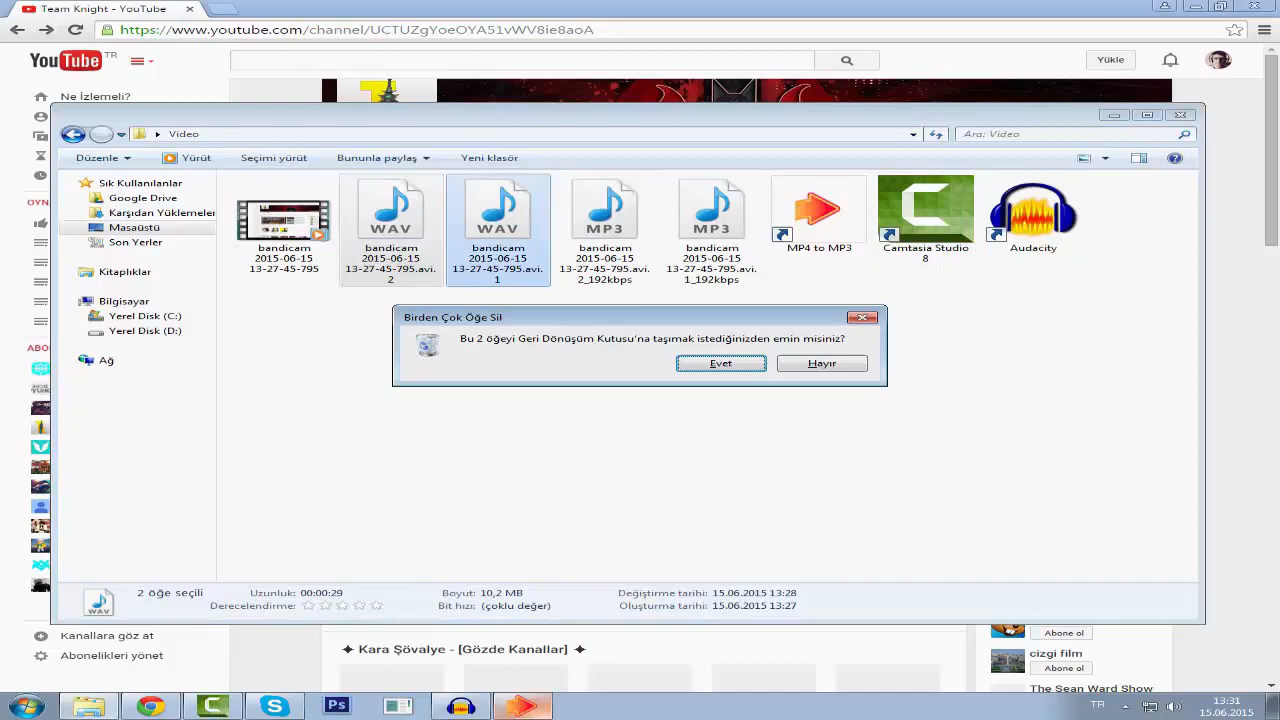 Team Knight - YouTube
https://www.youtube.com/channel/UCTUZgYoeOYA51vWV8ie8aoA
YouTube TR
Yükle
Ne İzlemeli?
Video
Ara: Video
Düzenle
Yürüt
Seçimi yürüt
Bununla paylaş
Yeni klasör
Sık Kullanılanlar
Google Drive
Karşıdan Yüklemeler
Masaüstü
Son Yerler
Kitaplıklar
Bilgisayar
Yerel Disk (C:)
Yerel Disk (D:)
Ağ
OYN
ABO
bandicam
2015-06-15
13-27-45-795
WAV
bandicam
2015-06-15
13-27-45-795.avi.
2
WAV
bandicam
2015-06-15
13-27-45-795.avi.
1
MP3
bandicam
2015-06-15
13-27-45-795.avi.
2_192kbps
MP3
bandicam
2015-06-15
13-27-45-795.avi.
1_192kbps
MP4 to MP3
Camtasia Studio
8
Audacity
Birden Çok Öğe Sil
Bu 2 öğeyi Geri Dönüşüm Kutusu'na taşımak istediğinizden emin misiniz?
Evet
Hayır
WAV
2 öğe seçili
Uzunluk: 00:00:29
Boyut: 10,2 MB
Değiştirme tarihi: 15.06.2015 13:28
Derecelendirme:
Bit hızı: (çoklu değer)
Oluşturma tarihi: 15.06.2015 13:27
Kanallara göz at
Abonelikleri yönet
✦ Kara Şövalye - [Gözde Kanallar] ✦
Abone ol
cizgi film
Abone ol
The Sean Ward Show
Ps
TR
13:31
15.06.2015